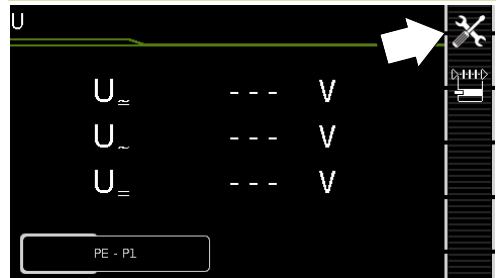 U
U≃ --- V
U~ --- V
U= --- V
PE - P1